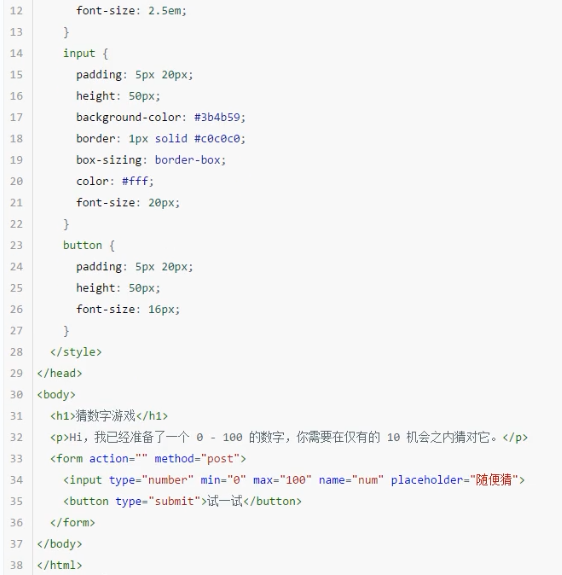 12 font-size: 2.5em;
13 }
14 input {
15 padding: 5px 20px;
16 height: 50px;
17 background-color: #3b4b59;
18 border: 1px solid #c0c0c0;
19 box-sizing: border-box;
20 color: #fff;
21 font-size: 20px;
22 }
23 button {
24 padding: 5px 20px;
25 height: 50px;
26 font-size: 16px;
27 }
28 </style>
29 </head>
30 <body>
31 <h1>猜数字游戏</h1>
32 <p>Hi，我已经准备了一个 0 - 100 的数字，你需要在仅有的 10 机会之内猜对它。</p>
33 <form action="" method="post">
34 <input type="number" min="0" max="100" name="num" placeholder="随便猜">
35 <button type="submit">试一试</button>
36 </form>
37 </body>
38 </html>